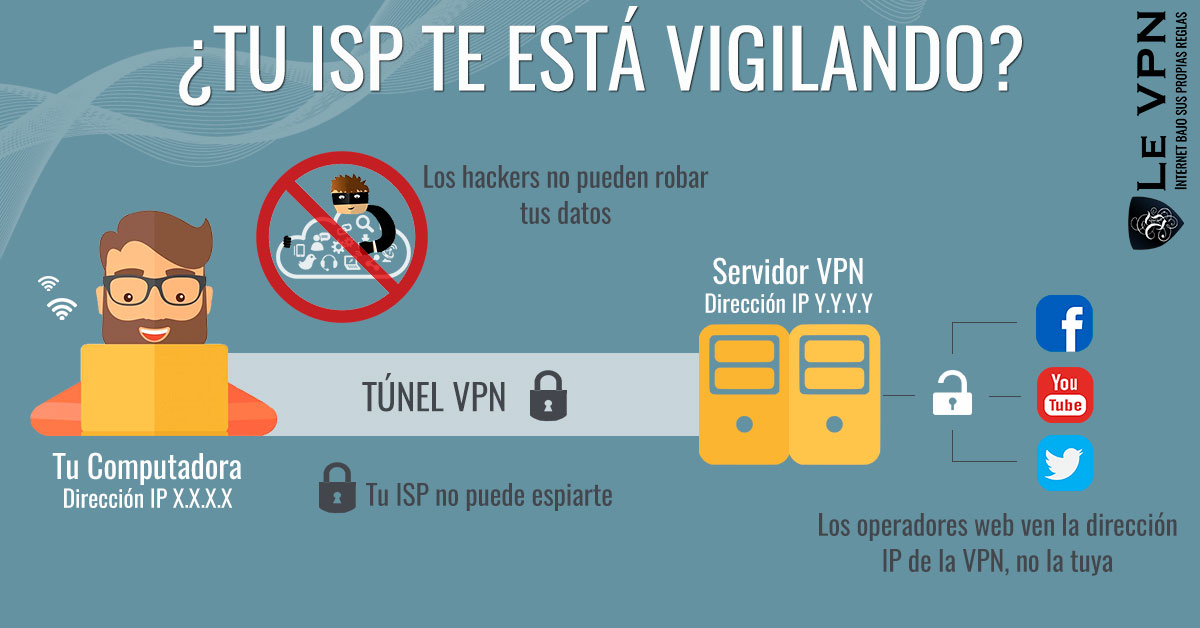 ¿TU ISP TE ESTÁ VIGILANDO?
LE VPN
INTERNET BAJO SUS PROPIAS REGLAS
Los hackers no pueden robar
tus datos
Servidor VPN
Dirección IP Y.Y.Y.Y
TÚNEL VPN
You
Tube
Tu Computadora
Dirección IP X.X.X.X
Tu ISP no puede espiarte
Los operadores web ven la dirección
IP de la VPN, no la tuya